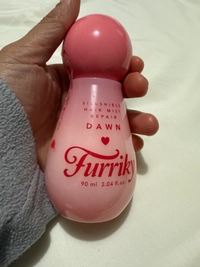 SILKSHIELD
HAIR MIST
REPAIR
DAWN
Furriky
90 ml 3.04 fl.oz